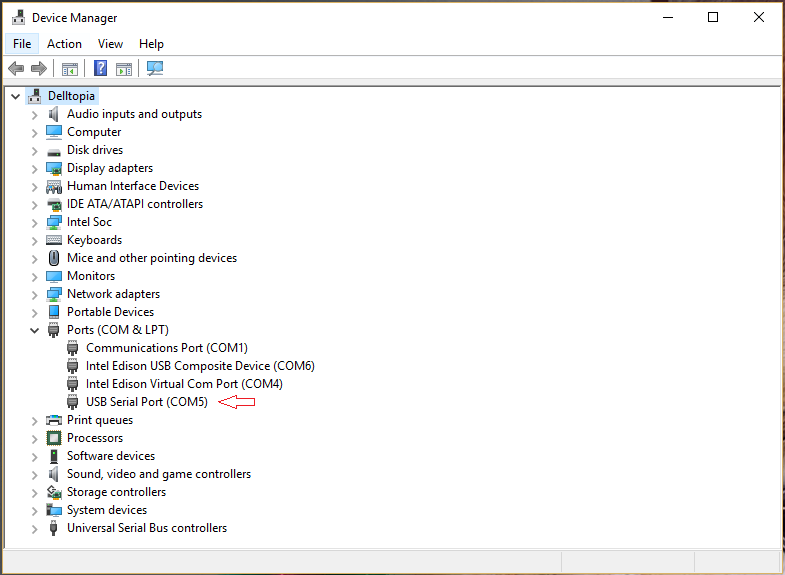 Device Manager
File Action View Help
Delltopia
Audio inputs and outputs
Computer
Disk drives
Display adapters
Human Interface Devices
IDE ATA/ATAPI controllers
Intel Soc
Keyboards
Mice and other pointing devices
Monitors
Network adapters
Portable Devices
Ports (COM & LPT)
Communications Port (COM1)
Intel Edison USB Composite Device (COM6)
Intel Edison Virtual Com Port (COM4)
USB Serial Port (COM5)
Print queues
Processors
Software devices
Sound, video and game controllers
Storage controllers
System devices
Universal Serial Bus controllers